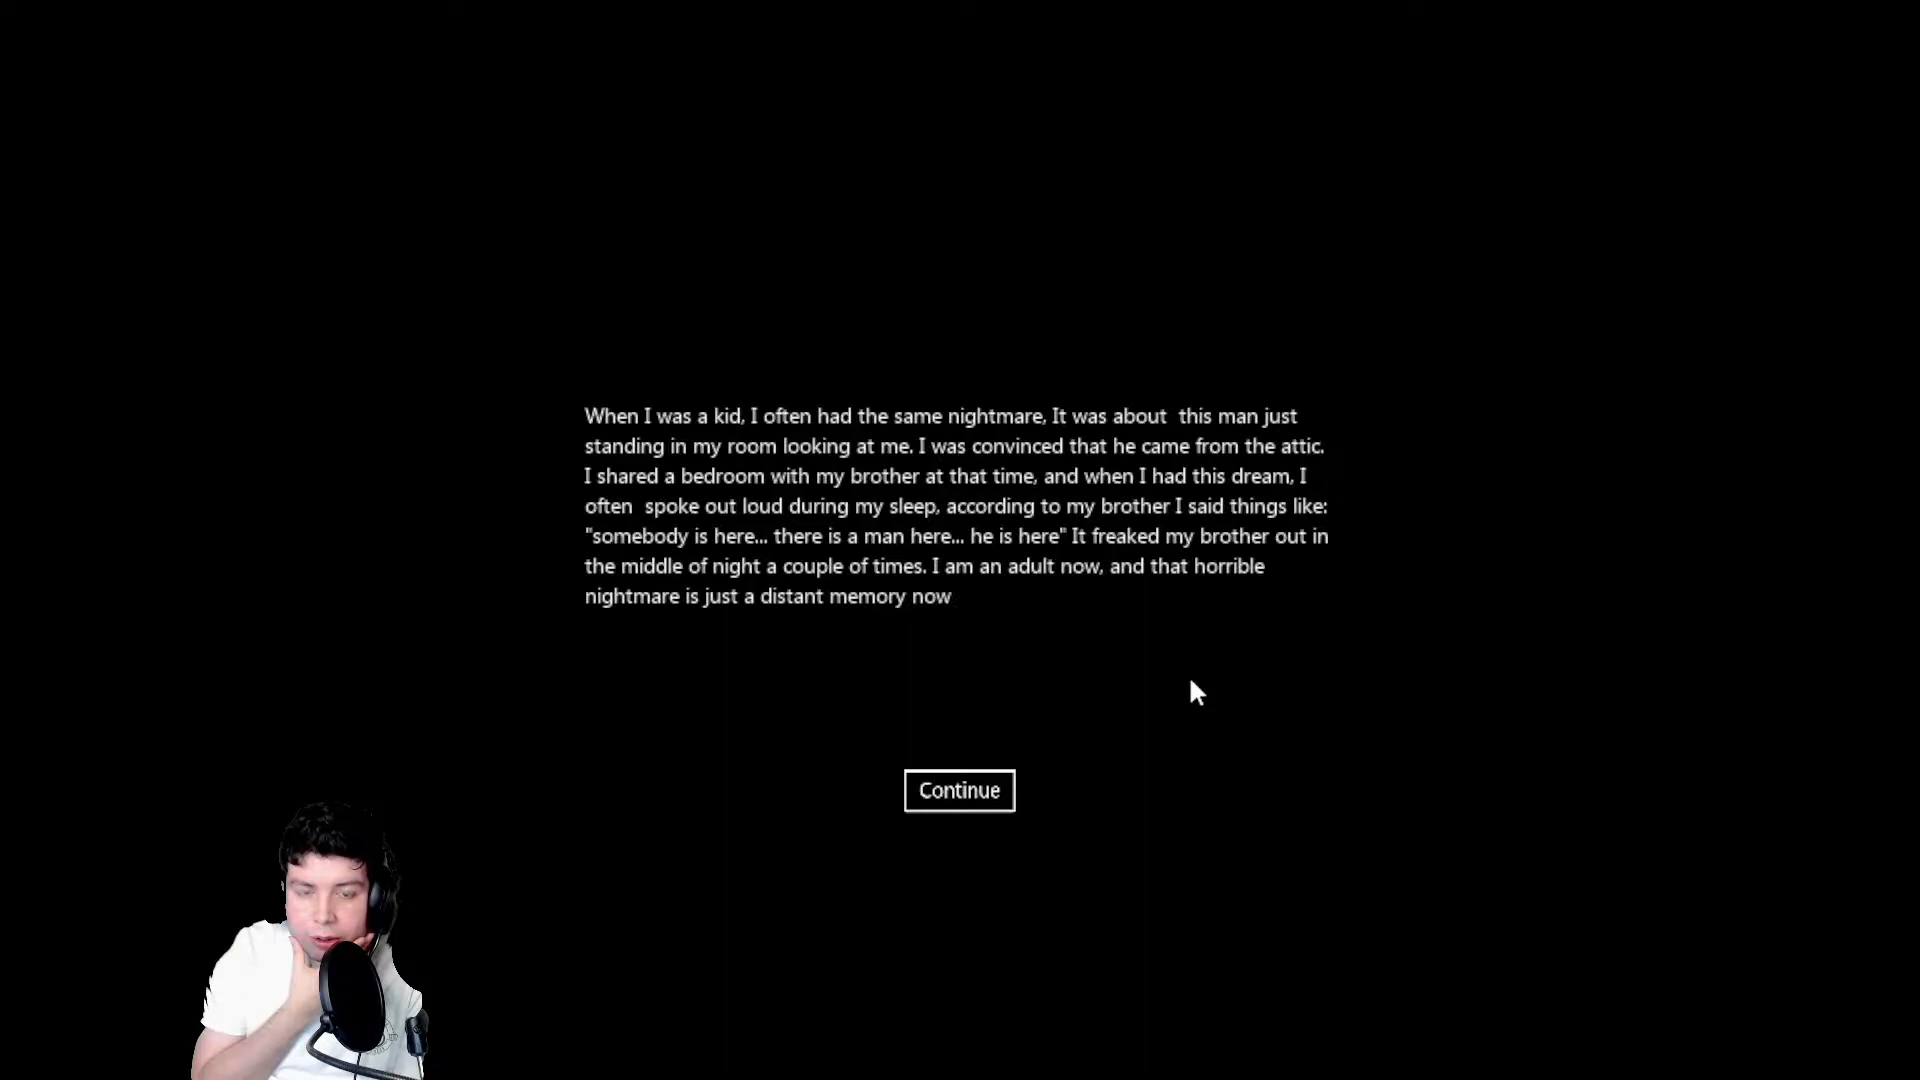 When I was a kid, I often had the same nightmare, It was about  this man just
standing in my room looking at me. I was convinced that he came from the attic.
I shared a bedroom with my brother at that time, and when I had this dream, I
often  spoke out loud during my sleep, according to my brother I said things like:
"somebody is here... there is a man here... he is here" It freaked my brother out in
the middle of night a couple of times. I am an adult now, and that horrible
nightmare is just a distant memory now
Continue